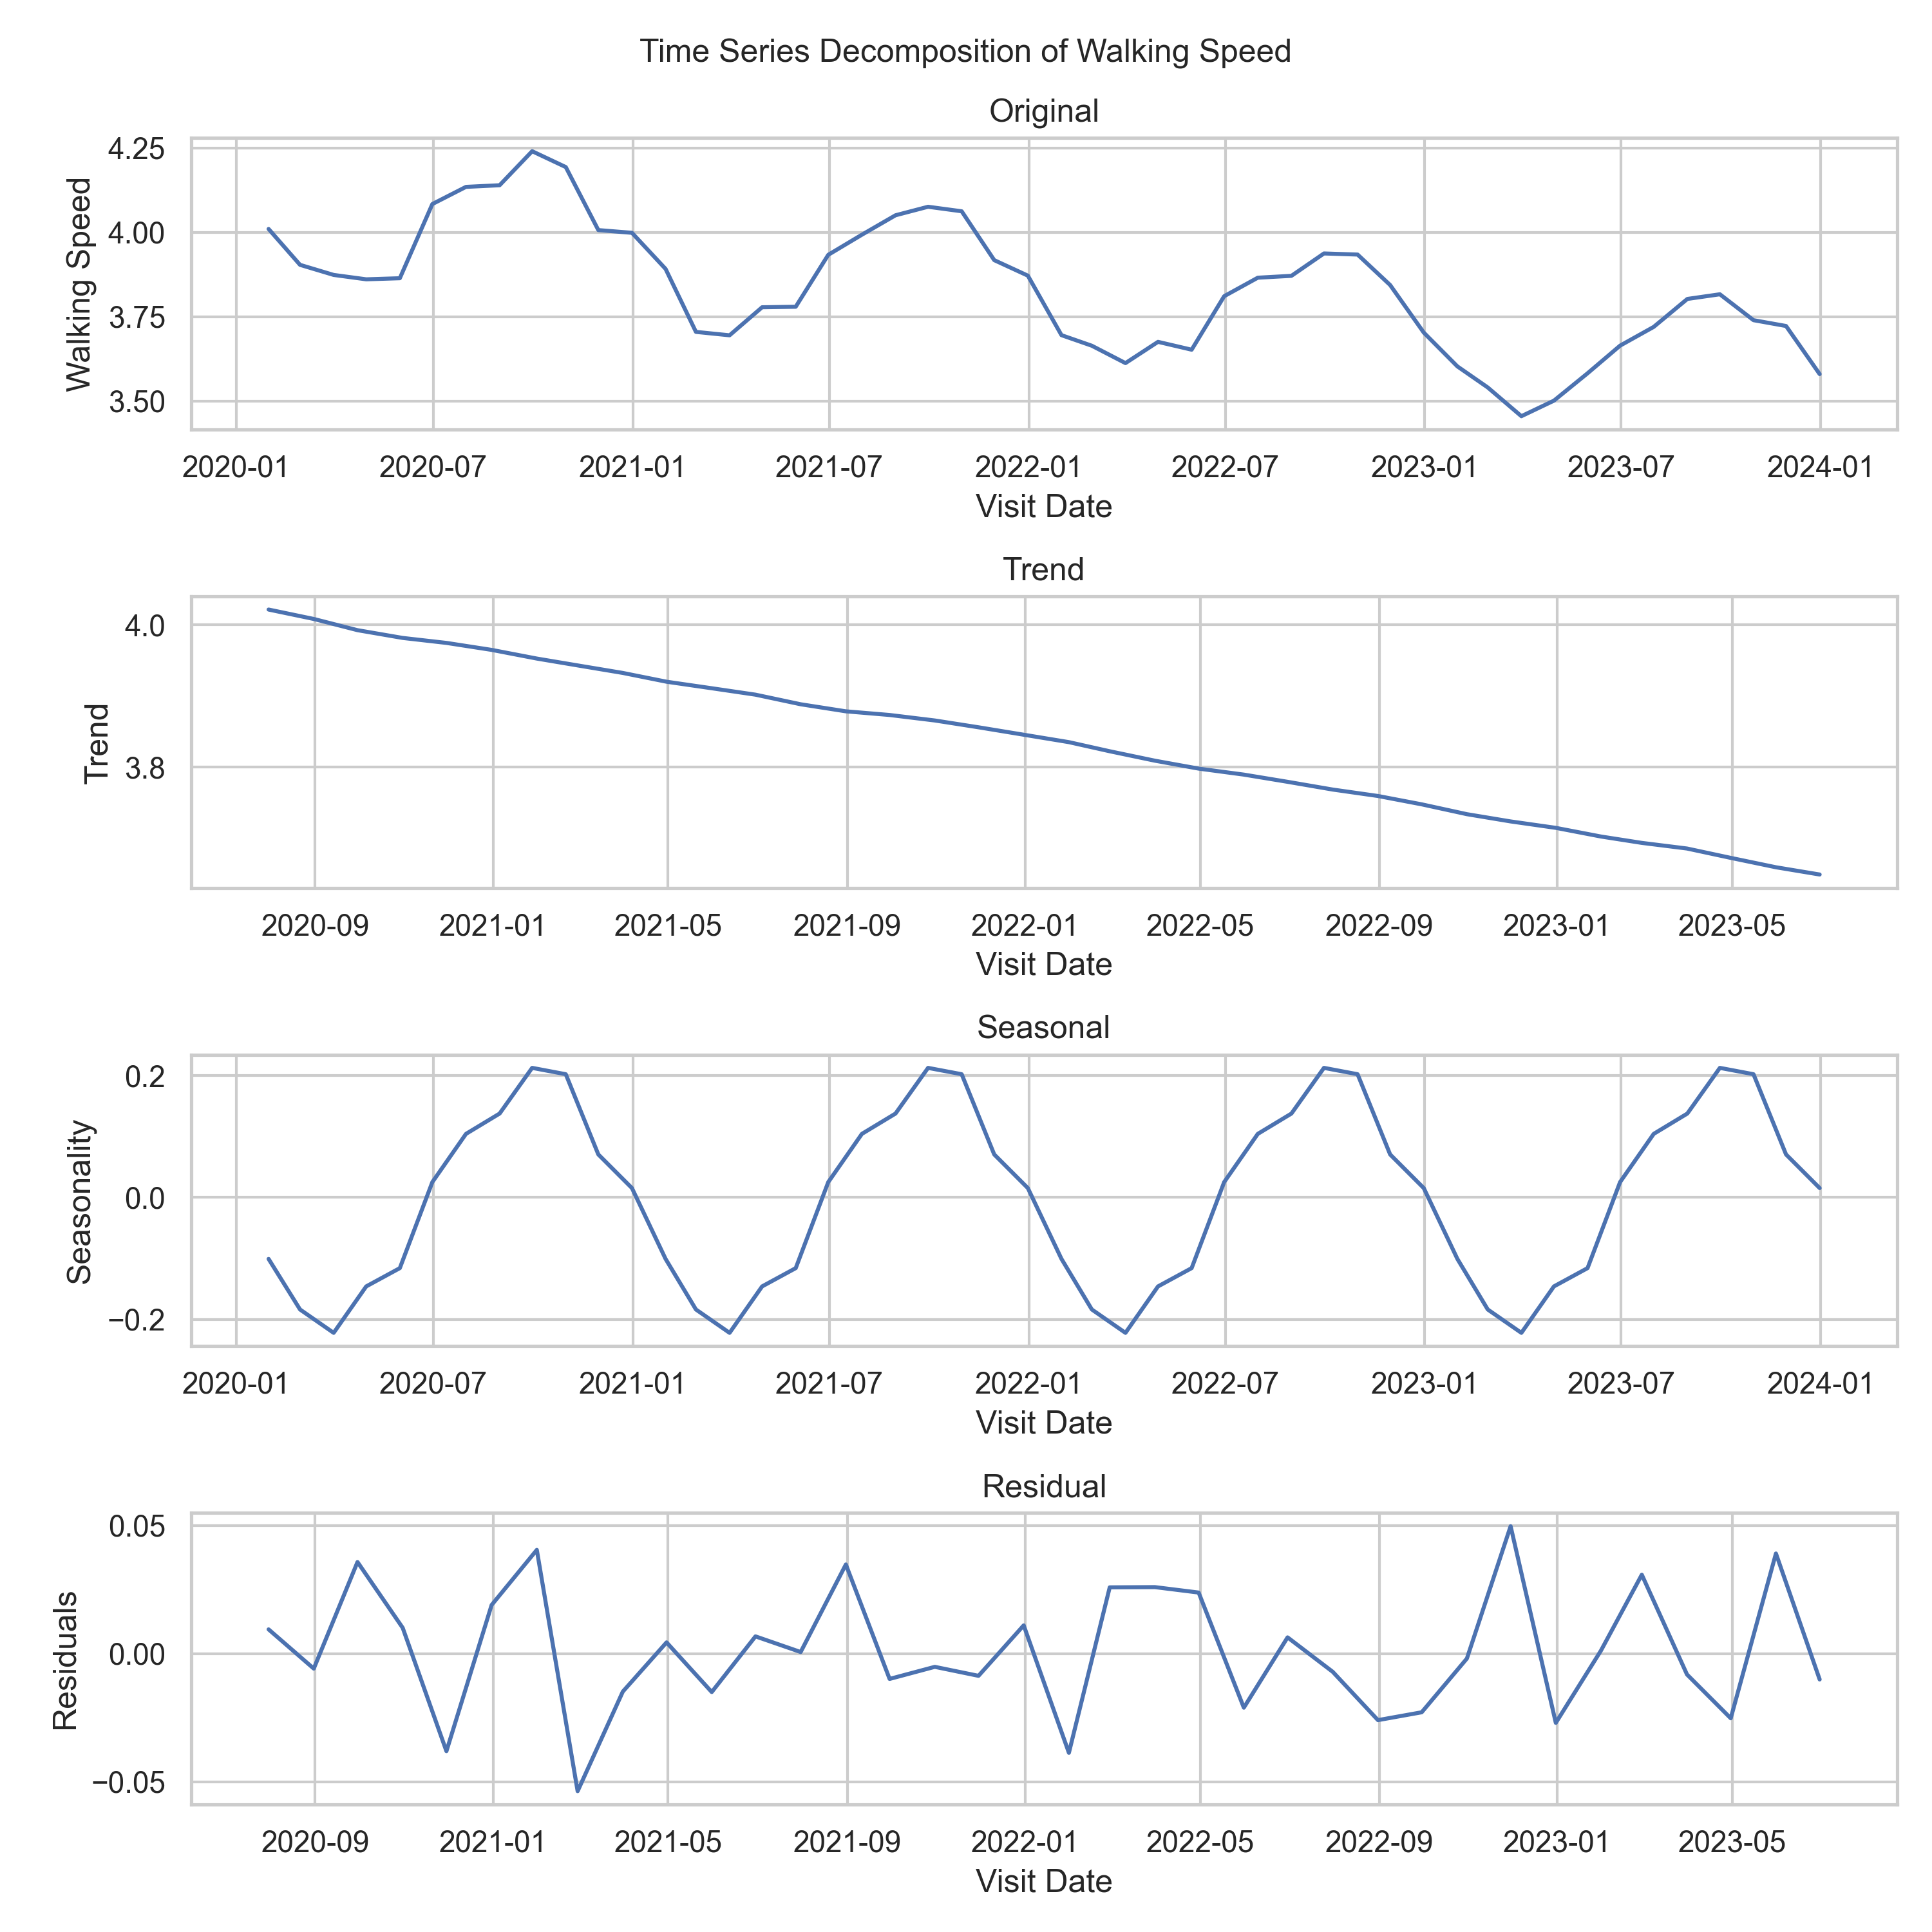 Time Series Decomposition of Walking Speed
Original
Walking Speed
4.25
4.00
3.75
3.50
2020-01 2020-07 2021-01 2021-07 2022-01 2022-07 2023-01 2023-07 2024-01
Visit Date
Trend
Trend
4.0
3.8
2020-09 2021-01 2021-05 2021-09 2022-01 2022-05 2022-09 2023-01 2023-05
Visit Date
Seasonal
Seasonality
0.2
0.0
−0.2
2020-01 2020-07 2021-01 2021-07 2022-01 2022-07 2023-01 2023-07 2024-01
Visit Date
Residual
Residuals
0.05
0.00
−0.05
2020-09 2021-01 2021-05 2021-09 2022-01 2022-05 2022-09 2023-01 2023-05
Visit Date